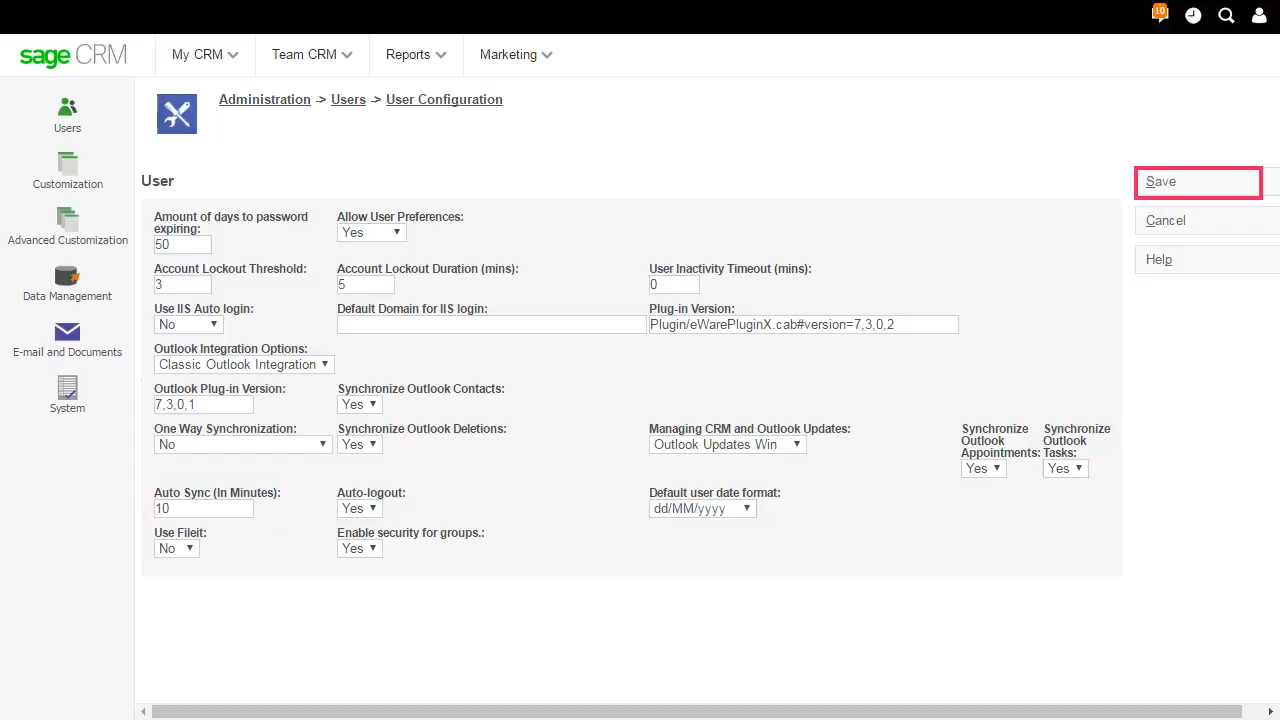 10
sage CRM
My CRM
Team CRM
Reports
Marketing
Users
Customization
Advanced Customization
Data Management
E-mail and Documents
System
Administration -> Users -> User Configuration
User
Save
Cancel
Help
Amount of days to password
expiring:
50
Allow User Preferences:
Yes
Account Lockout Threshold:
3
Account Lockout Duration (mins):
5
User Inactivity Timeout (mins):
0
Use IIS Auto login:
No
Default Domain for IIS login:
Plug-in Version:
Plugin/eWarePluginX.cab#version=7,3,0,2
Outlook Integration Options:
Classic Outlook Integration
Outlook Plug-in Version:
7,3,0,1
Synchronize Outlook Contacts:
Yes
One Way Synchronization:
No
Synchronize Outlook Deletions:
Yes
Managing CRM and Outlook Updates:
Outlook Updates Win
Synchronize
Outlook
Appointments:
Yes
Synchronize
Outlook
Tasks:
Yes
Auto Sync (In Minutes):
10
Auto-logout:
Yes
Default user date format:
dd/MM/yyyy
Use Fileit:
No
Enable security for groups.:
Yes